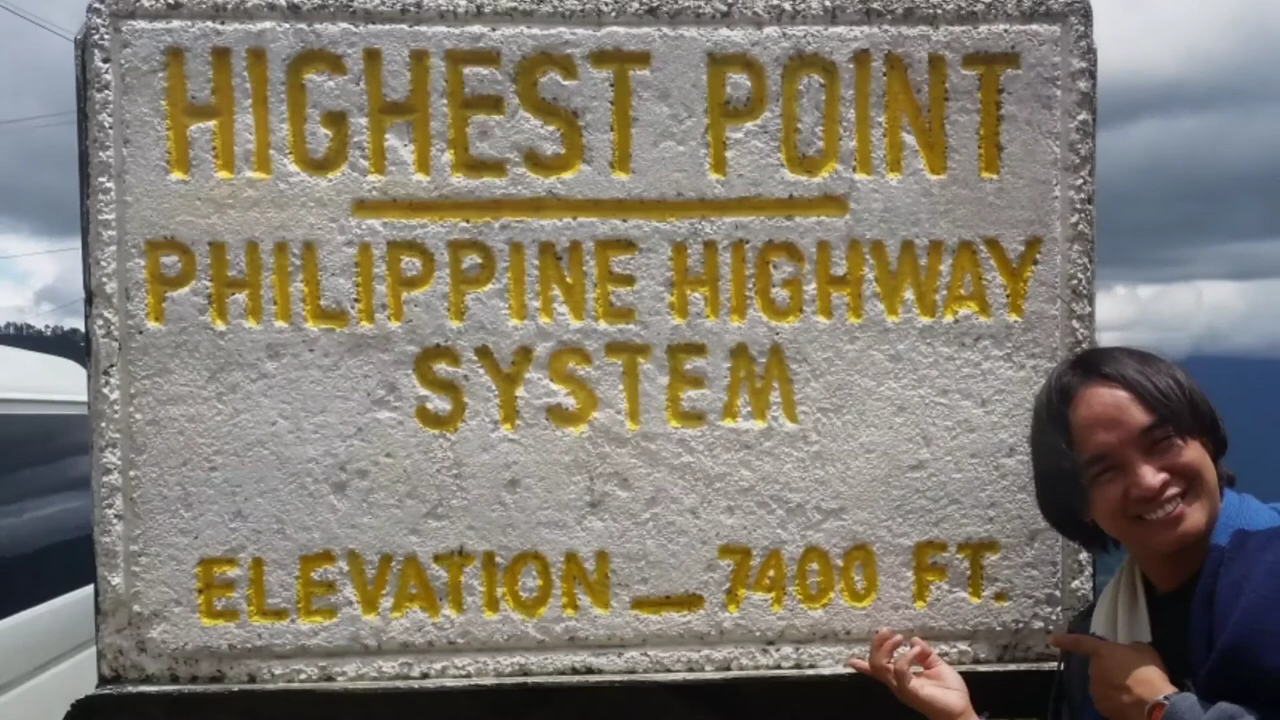 HIGHEST POINT
PHILIPPINE HIGHWAY
SYSTEM
ELEVATION _ 7400 FT.